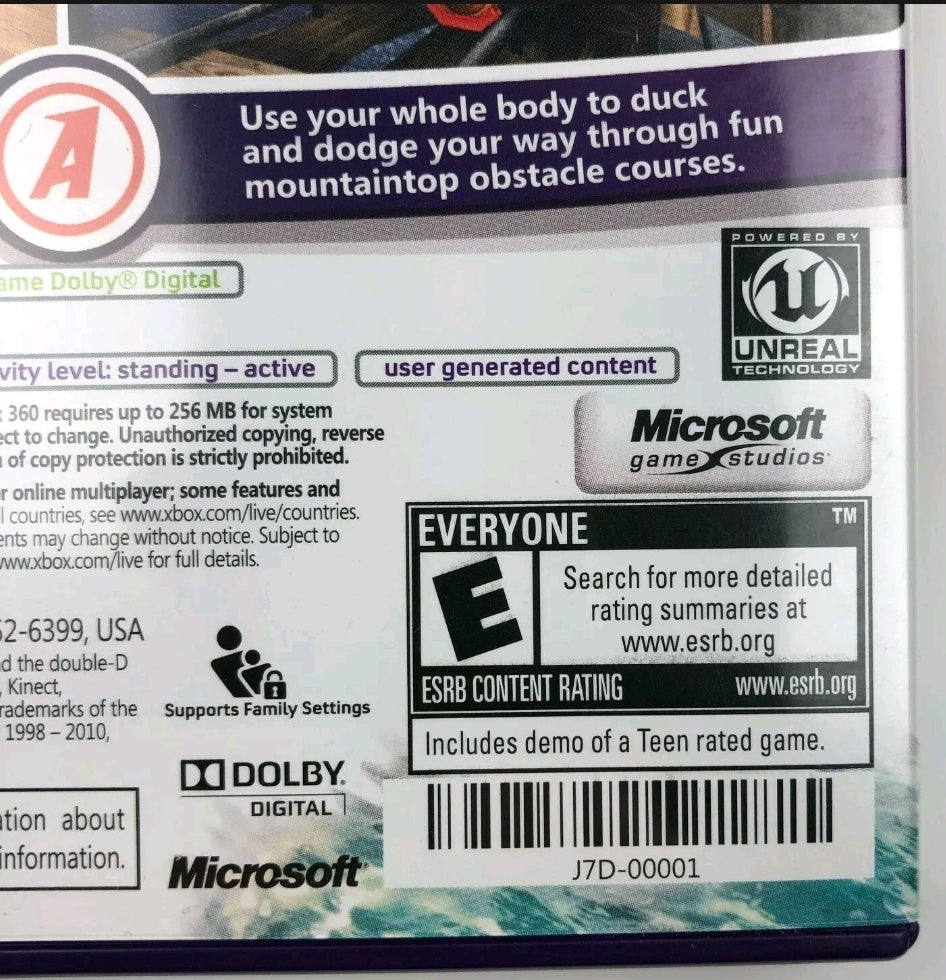 A
Use your whole body to duck
and dodge your way through fun
mountaintop obstacle courses.
POWERED BY
U
UNREAL
TECHNOLOGY
Dolby® Digital
level: standing – active
user generated content
360 requires up to 256 MB for system
to change. Unauthorized copying, reverse
of copy protection is strictly prohibited.
online multiplayer; some features and
countries, see www.xbox.com/live/countries.
may change without notice. Subject to
www.xbox.com/live for full details.
Microsoft
game studios
EVERYONE
TM
E
Search for more detailed
rating summaries at
www.esrb.org
ESRB CONTENT RATING
www.esrb.org
Includes demo of a Teen rated game.
52-6399, USA
the double-D
, Kinect,
of the
1998 – 2010,
Supports Family Settings
DOLBY
DIGITAL
about
information.
Microsoft®
J7D-00001